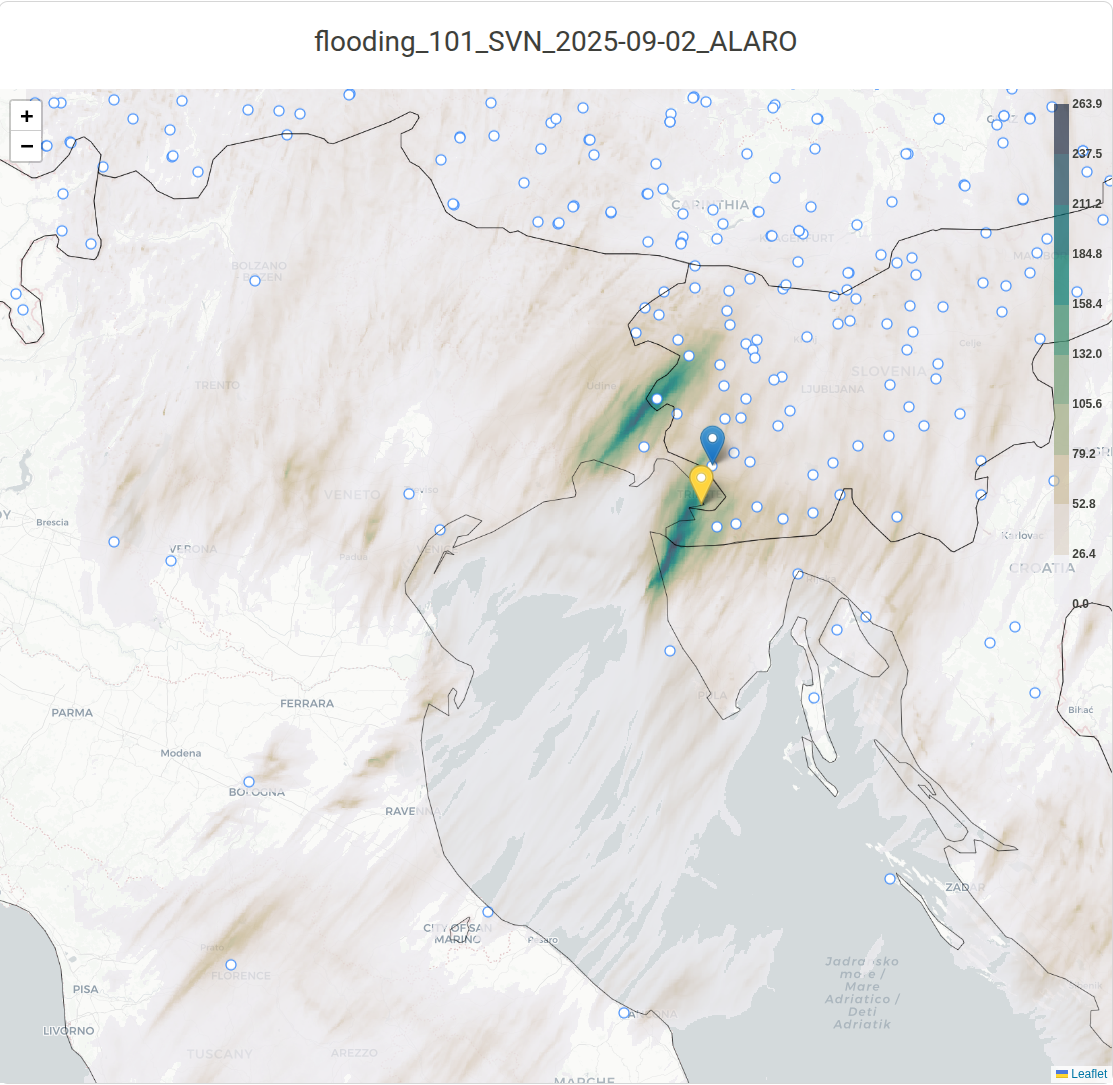 flooding_101_SVN_2025-09-02_ALARO
+
−
263.9
237.5
211.2
184.8
158.4
132.0
105.6
79.2
52.8
26.4
0.0
CARINTHIA
KLAGENFURT
BOLZANO
- BOZEN
TRENTO
Udine
Celje
SLOVENIA
LJUBLJANA
VENETO
Brescia
VERONA
Padua
Karlovac
CROATIA
PULA
FERRARA
PARMA
Bihać
Modena
BOLOGNA
RAVENNA
ZADAR
CITY OF SAN
MARINO
Pesaro
Prato
FLORENCE
Jadransko
more /
Mare
Adriatico /
Deti
Adriatik
PISA
ANCONA
LIVORNO
TUSCANY
AREZZO
MARCHE
Leaflet